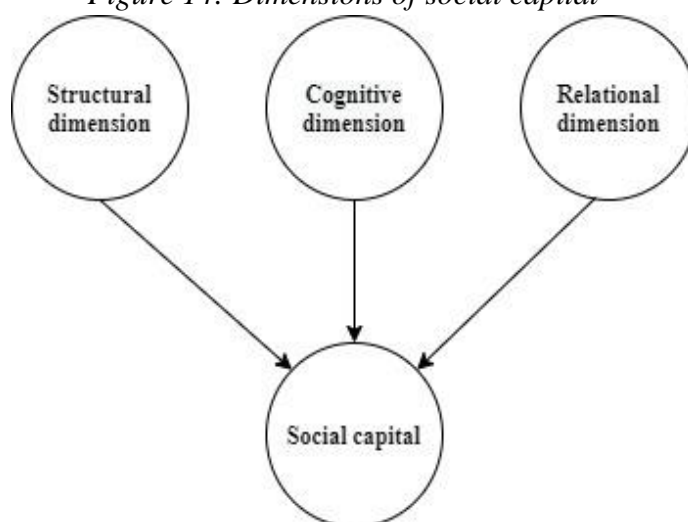 Figure Dimensions of social capital
Structural
dimension
Cognitive
dimension
Relational
dimension
Social capital